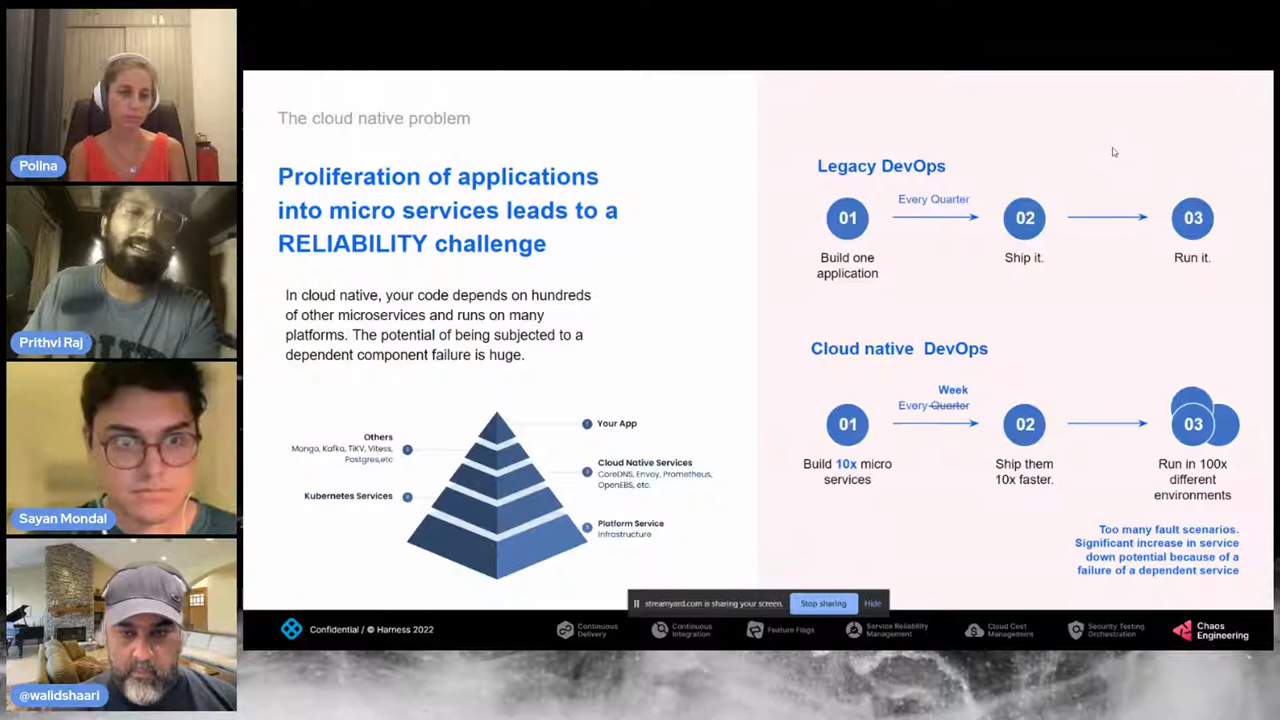 Polina
Prithvi Raj
Sayan Mondal
@walidshaari
The cloud native problem
Proliferation of applications
into micro services leads to a
RELIABILITY challenge
In cloud native, your code depends on hundreds
of other microservices and runs on many
platforms. The potential of being subjected to a
dependent component failure is huge.
Others
Mongo, Kafka, TiKV, Vitess,
Postgres,etc
Kubernetes Services
Your App
Cloud Native Services
CoreDNS, Envoy, Prometheus,
OpenEBS, etc.
Platform Service
Infrastructure
Legacy DevOps
01
Every Quarter
02
03
Build one
application
Ship it.
Run it.
Cloud native DevOps
Week
Every Quarter
01
02
03
Build 10x micro
services
Ship them
10x faster.
Run in 100x
different
environments
Too many fault scenarios.
Significant increase in service
down potential because of a
failure of a dependent service
streamyard.com is sharing your screen.
Stop sharing
Hide
Confidential / © Harness 2022
Continuous
Delivery
Continuous
Integration
Feature Flags
Service Reliability
Management
Cloud Cost
Management
Security Testing
Orchestration
Chaos
Engineering